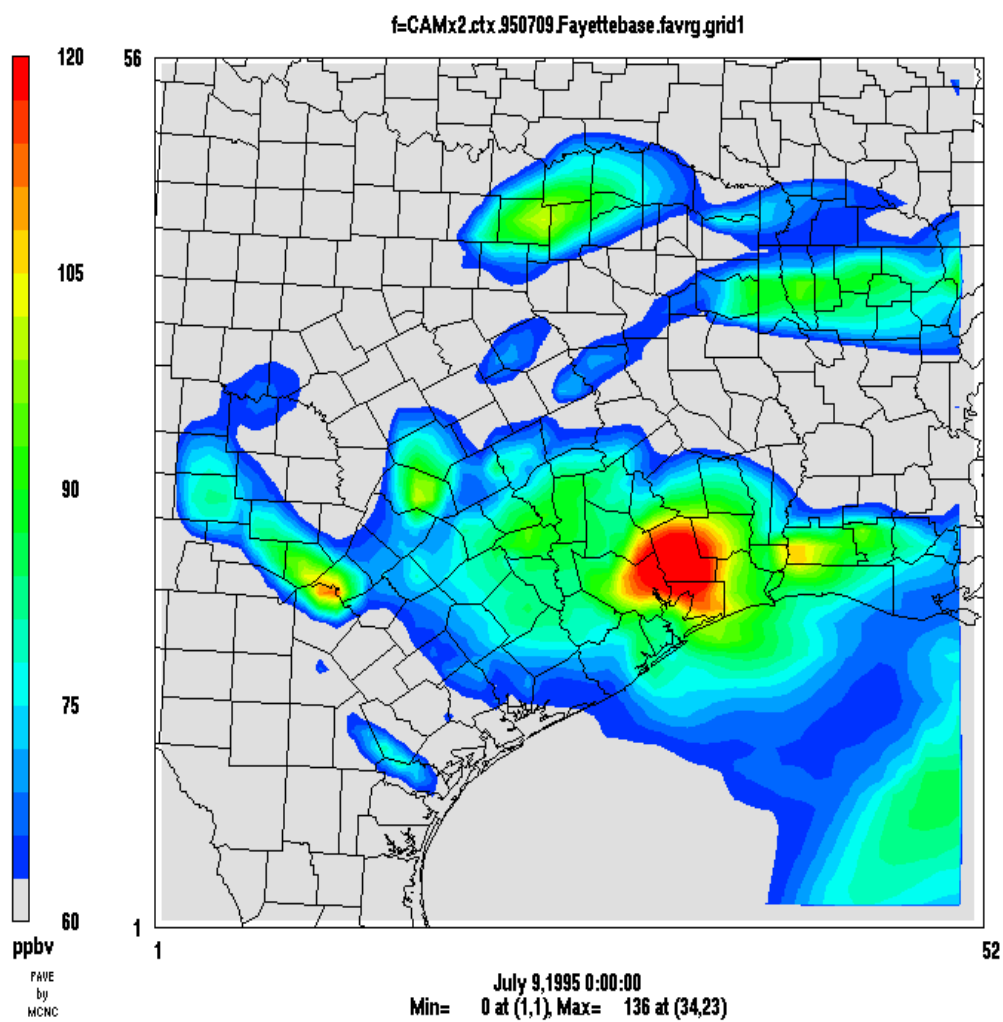 f=CAMx2.ctx.950709.Fayettebase.favrg.grid1
120
105
90
75
60
ppbv
PAVE
by
MCNC
56
1
1
52
July 9,1995 0:00:00
Min= 0 at (1,1), Max= 136 at (34,23)